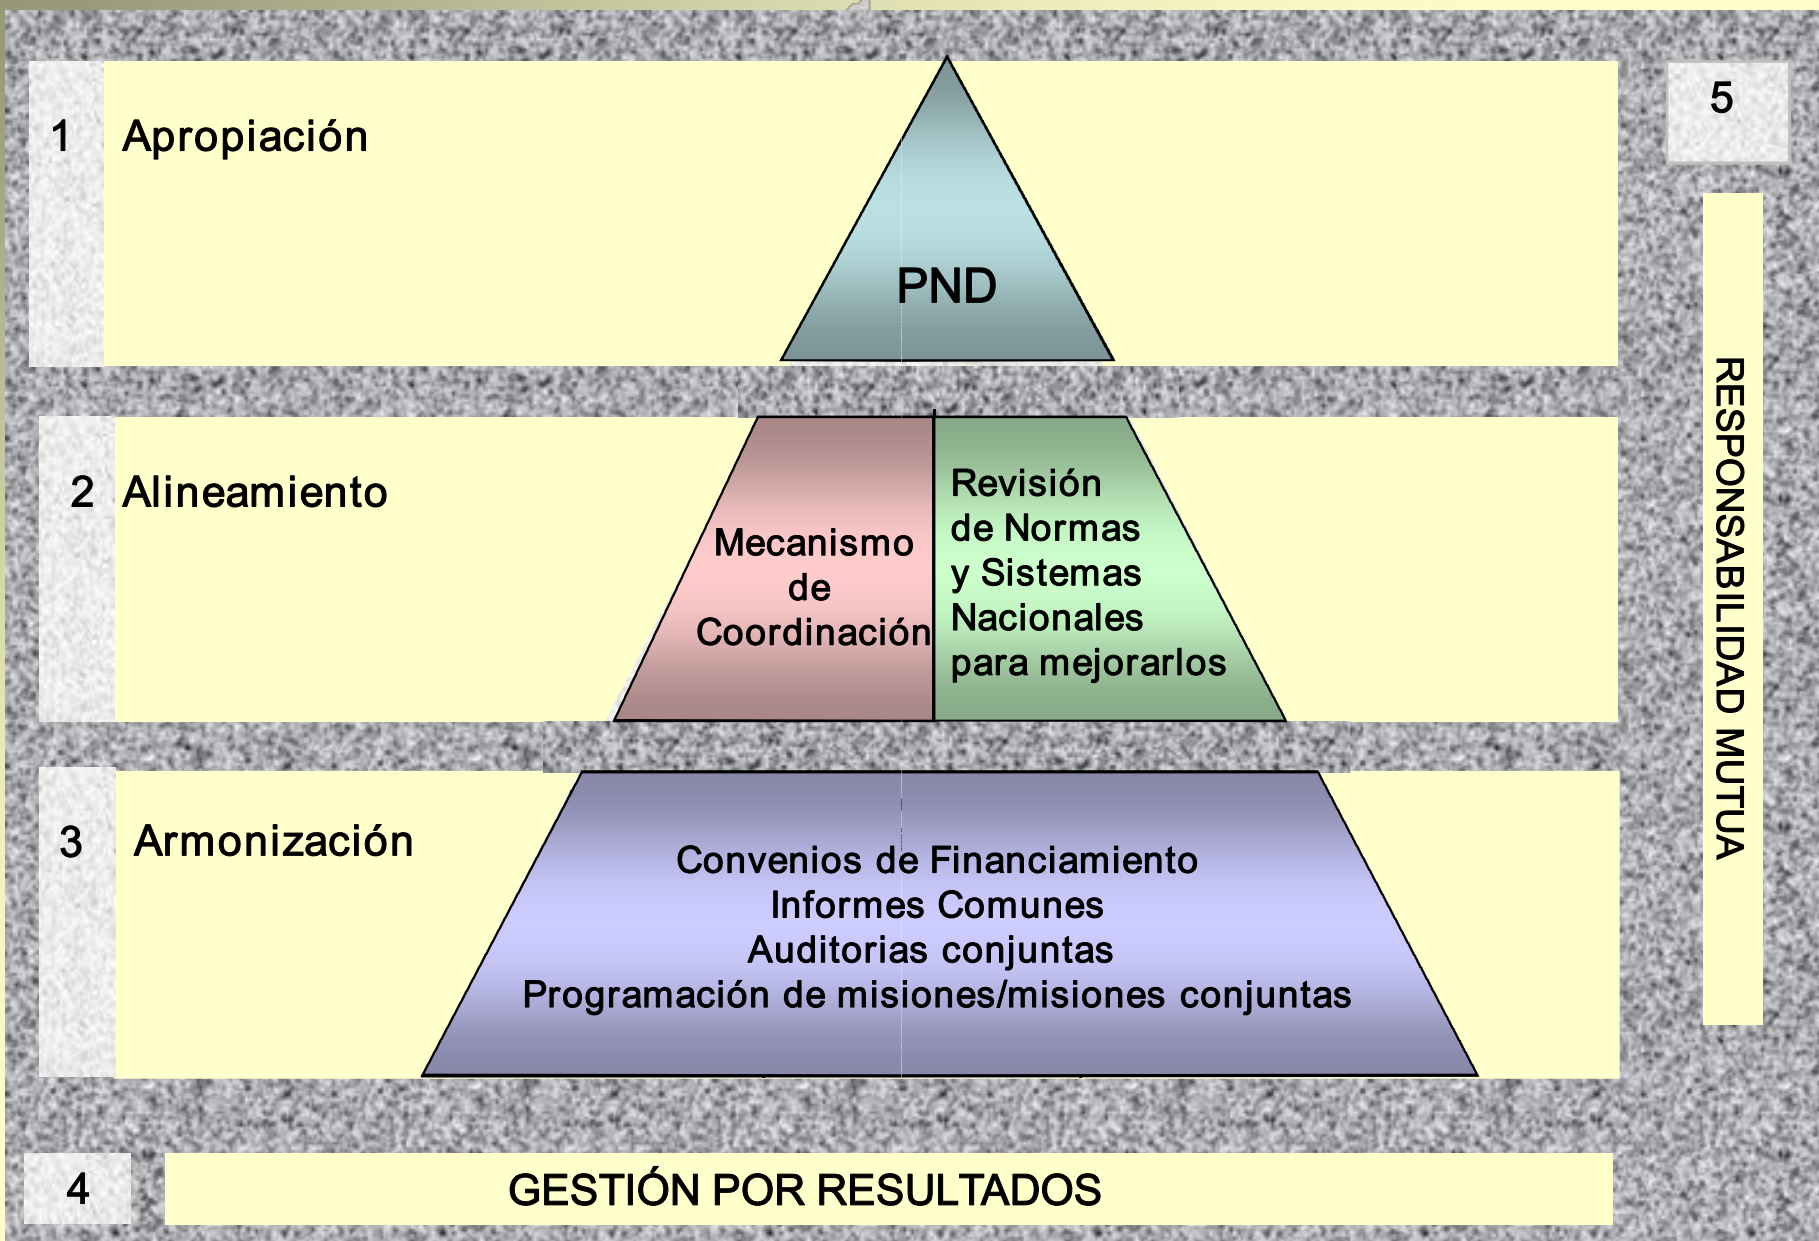 1
Apropiación
PND
2
Alineamiento
Mecanismo
de
Coordinación
Revisión
de Normas
y Sistemas
Nacionales
para mejorarlos
3
Armonización
Convenios de Financiamiento
Informes Comunes
Auditorias conjuntas
Programación de misiones/misiones conjuntas
4
GESTIÓN POR RESULTADOS
5
RESPONSABILIDAD MUTUA